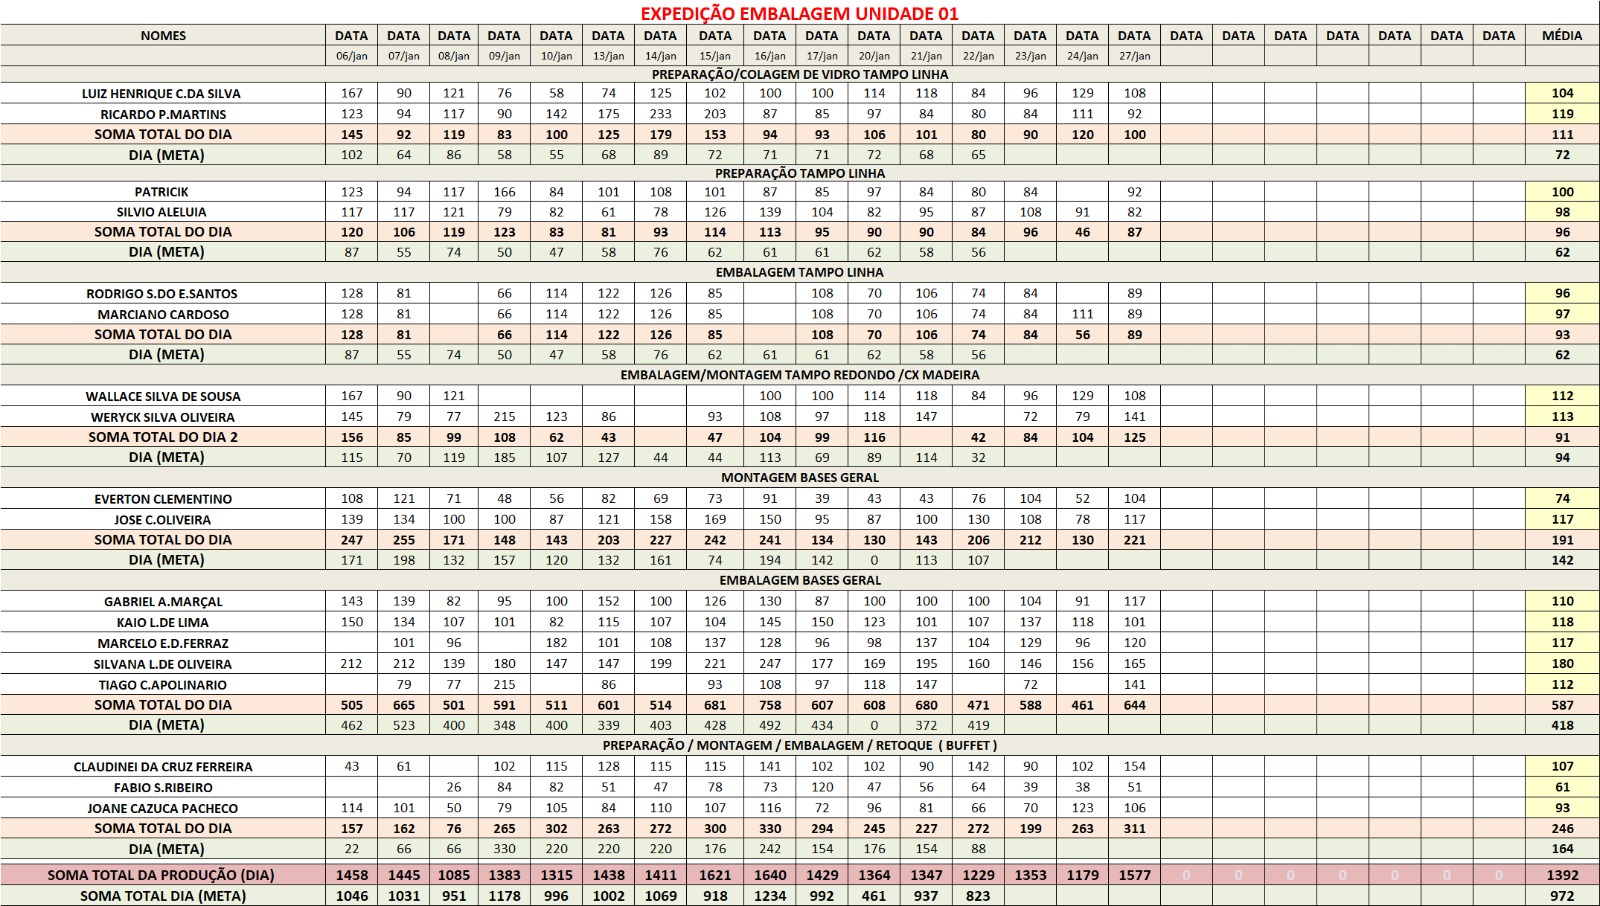 EXPEDIÇÃO EMBALAGEM UNIDADE 01
NOMES DATA DATA DATA DATA DATA DATA DATA DATA DATA DATA DATA DATA DATA DATA DATA DATA DATA DATA DATA DATA DATA DATA DATA MÉDIA
06/jan 07/jan 08/jan 09/jan 10/jan 13/jan 14/jan 15/jan 16/jan 17/jan 20/jan 21/jan 22/jan 23/jan 24/jan 27/jan
PREPARAÇÃO/COLAGEM DE VIDRO TAMPO LINHA
LUIZ HENRIQUE C.DA SILVA 167 90 121 76 58 74 125 102 100 100 114 118 84 96 129 108 104
RICARDO P.MARTINS 123 94 117 90 142 175 233 203 87 85 97 84 80 84 111 92 119
SOMA TOTAL DO DIA 145 92 119 83 100 125 179 153 94 93 106 101 80 90 120 100 111
DIA (META) 102 64 86 58 55 68 89 72 71 71 72 68 65 72
PREPARAÇÃO TAMPO LINHA
PATRICIK 123 94 117 166 84 101 108 101 87 85 97 84 80 84 92 100
SILVIO ALELUIA 117 117 121 79 82 61 78 126 139 104 82 95 87 108 91 82 98
SOMA TOTAL DO DIA 120 106 119 123 83 81 93 114 113 95 90 90 84 96 46 87 96
DIA (META) 87 55 74 50 47 58 76 62 61 61 62 58 56 62
EMBALAGEM TAMPO LINHA
RODRIGO S.DO E.SANTOS 128 81 66 114 122 126 85 108 70 106 74 84 89 96
MARCIANO CARDOSO 128 81 66 114 122 126 85 108 70 106 74 84 111 89 97
SOMA TOTAL DO DIA 128 81 66 114 122 126 85 108 70 106 74 84 56 89 93
DIA (META) 87 55 74 50 47 58 76 62 61 61 62 58 56 62
EMBALAGEM/MONTAGEM TAMPO REDONDO /CX MADEIRA
WALLACE SILVA DE SOUSA 167 90 121 100 100 114 118 84 96 129 108 112
WERYCK SILVA OLIVEIRA 145 79 77 215 123 86 93 108 97 118 147 72 79 141 113
SOMA TOTAL DO DIA 2 156 85 99 108 62 43 47 104 99 116 42 84 104 125 91
DIA (META) 115 70 119 185 107 127 44 44 113 69 89 114 32 94
MONTAGEM BASES GERAL
EVERTON CLEMENTINO 108 121 71 48 56 82 69 73 91 39 43 43 76 104 52 104 74
JOSE C.OLIVEIRA 139 134 100 100 87 121 158 169 150 95 87 100 130 108 78 117 117
SOMA TOTAL DO DIA 247 255 171 148 143 203 227 242 241 134 130 143 206 212 130 221 191
DIA (META) 171 198 132 157 120 132 161 74 194 142 0 113 107 142
EMBALAGEM BASES GERAL
GABRIEL A.MARÇAL 143 139 82 95 100 152 100 126 130 87 100 100 100 104 91 117 110
KAIO L.DE LIMA 150 134 107 101 82 115 107 104 145 150 123 101 107 137 118 101 118
MARCELO E.D.FERRAZ 101 96 182 101 108 137 128 96 98 137 104 129 96 120 117
SILVANA L.DE OLIVEIRA 212 212 139 180 147 147 199 221 247 177 169 195 160 146 156 165 180
TIAGO C.APOLINARIO 79 77 215 86 93 108 97 118 147 72 141 112
SOMA TOTAL DO DIA 505 665 501 591 511 601 514 681 758 607 608 680 471 588 461 644 587
DIA (META) 462 523 400 348 400 339 403 428 492 434 0 372 419 418
PREPARAÇÃO / MONTAGEM / EMBALAGEM / RETOQUE ( BUFFET )
CLAUDINEI DA CRUZ FERREIRA 43 61 102 115 128 115 115 141 102 102 90 142 90 102 154 107
FABIO S.RIBEIRO 26 84 82 51 47 78 73 120 47 56 64 39 38 51 61
JOANE CAZUCA PACHECO 114 101 50 79 105 84 110 107 116 72 96 81 66 70 123 106 93
SOMA TOTAL DO DIA 157 162 76 265 302 263 272 300 330 294 245 227 272 199 263 311 246
DIA (META) 22 66 66 330 220 220 220 176 242 154 176 154 88 164
SOMA TOTAL DA PRODUÇÃO (DIA) 1458 1445 1085 1383 1315 1438 1411 1621 1640 1429 1364 1347 1229 1353 1179 1577 0 0 0 0 0 0 0 1392
SOMA TOTAL DIA (META) 1046 1031 951 1178 996 1002 1069 918 1234 992 461 937 823 972